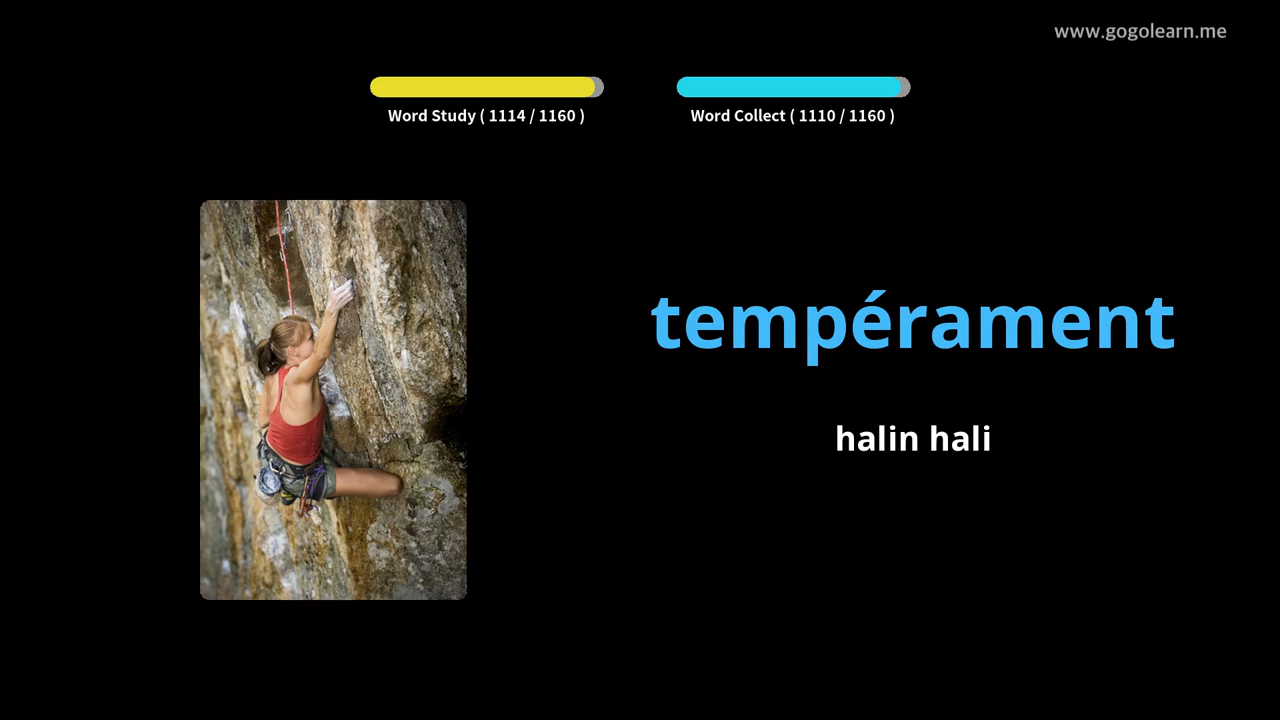 www.gogolearn.me
Word Study ( 1114 / 1160 )
Word Collect ( 1110 / 1160 )
tempérament
halin hali